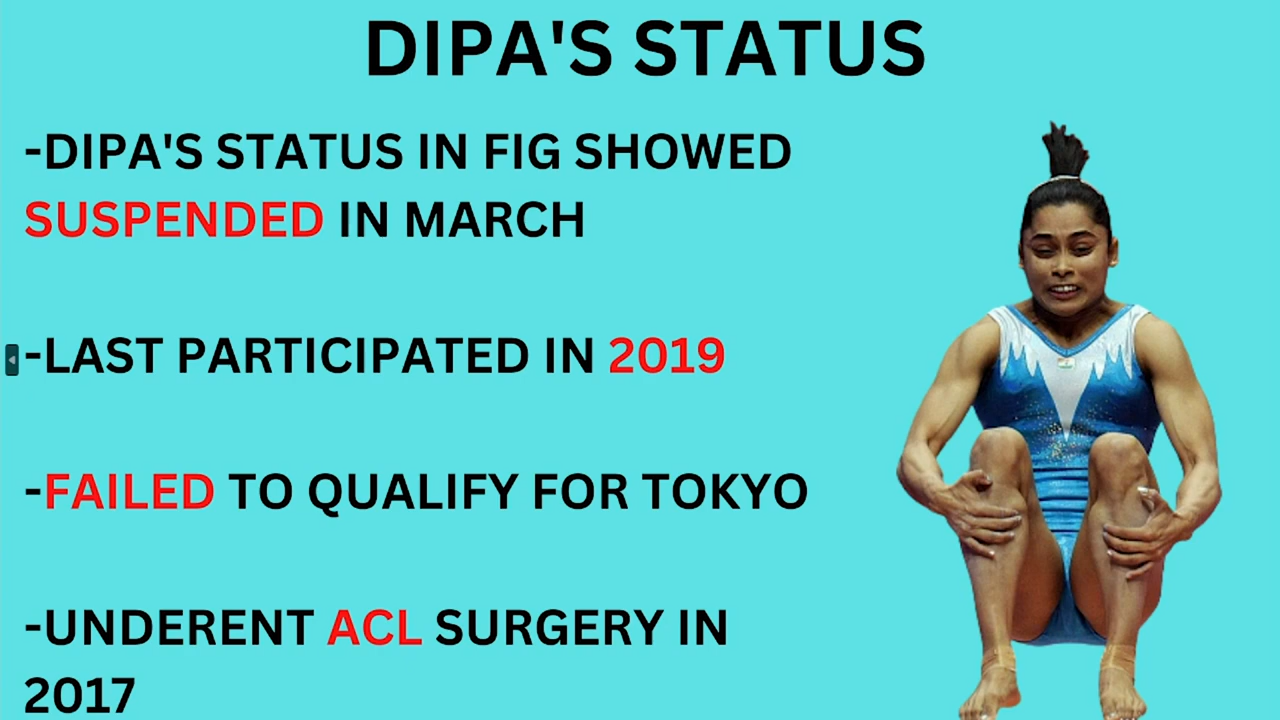 DIPA'S STATUS
-DIPA'S STATUS IN FIG SHOWED
SUSPENDED IN MARCH
-LAST PARTICIPATED IN 2019
-FAILED TO QUALIFY FOR TOKYO
-UNDERENT ACL SURGERY IN
2017